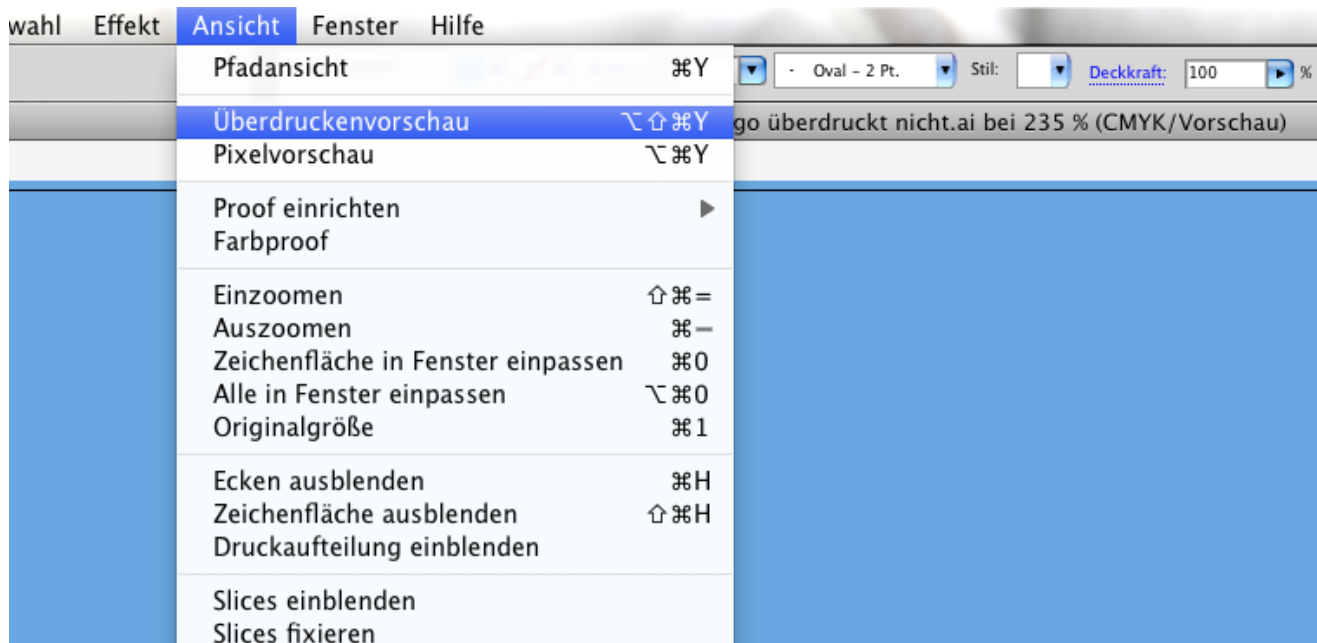 wahl Effekt Ansicht Fenster Hilfe
Pfadansicht ⌘Y
· Oval – 2 Pt. Stil: Deckkraft: 100 %
Überdruckenvorschau ⌥⇧⌘Y
go überdruckt nicht.ai bei 235 % (CMYK/Vorschau)
Pixelvorschau ⌥⌘Y
Proof einrichten ▶
Farbproof
Einzoomen ⇧⌘=
Auszoomen ⌘—
Zeichenfläche in Fenster einpassen ⌘0
Alle in Fenster einpassen ⌥⌘0
Originalgröße ⌘1
Ecken ausblenden ⌘H
Zeichenfläche ausblenden ⇧⌘H
Druckaufteilung einblenden
Slices einblenden
Slices fixieren